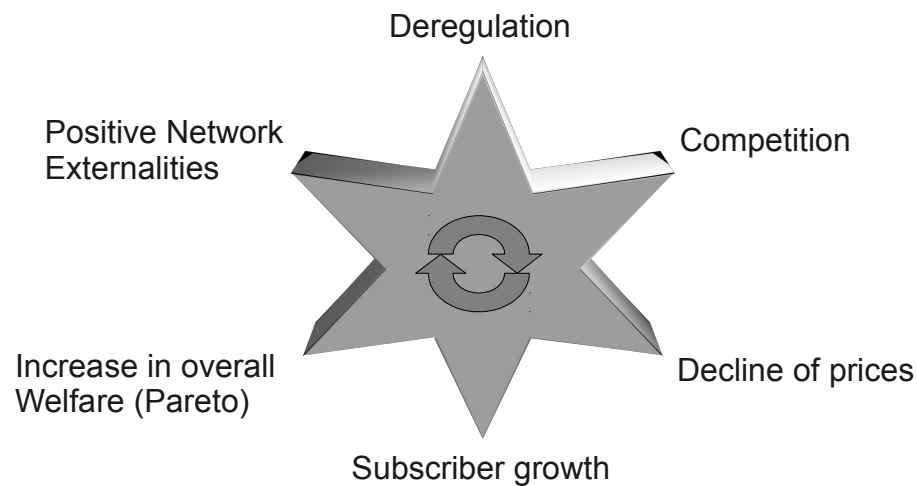 Deregulation
Positive Network
Externalities
Competition
Increase in overall
Welfare (Pareto)
Decline of prices
Subscriber growth